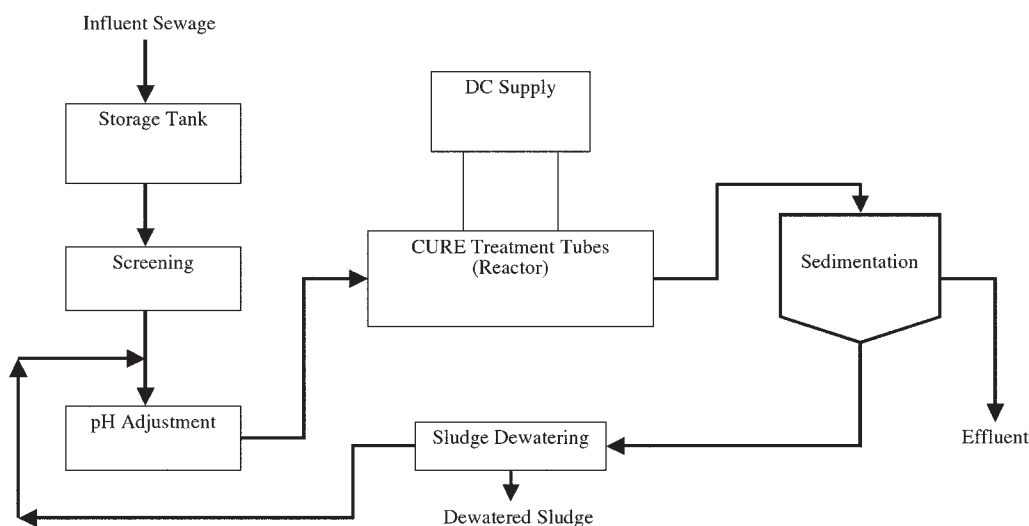 Influent Sewage
Storage Tank
Screening
pH Adjustment
DC Supply
CURE Treatment Tubes
(Reactor)
Sedimentation
Effluent
Sludge Dewatering
Dewatered Sludge